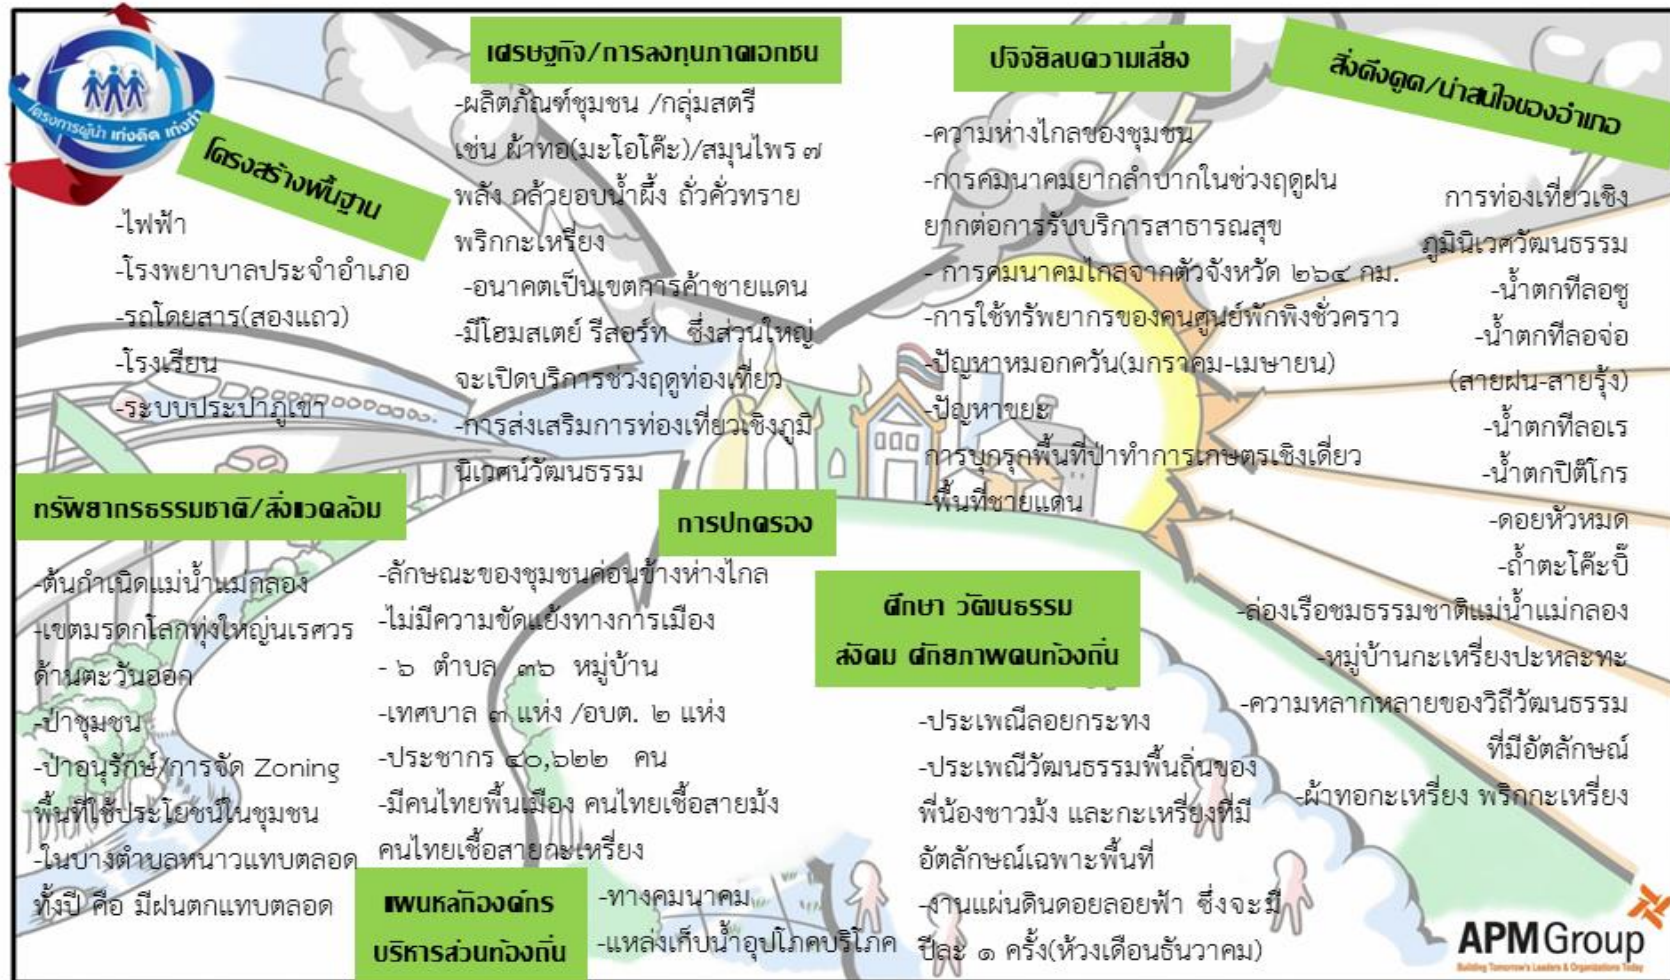 โครงการผู้นำ เก่งคิด เก่งทำ
โครงสร้างพื้นฐาน
-ไฟฟ้า
-โรงพยาบาลประจำอำเภอ
-รถโดยสาร(สองแถว)
-โรงเรียน
-ระบบประปาภูเขา
เศรษฐกิจ/การลงทุนภาคเอกชน
-ผลิตภัณฑ์ชุมชน /กลุ่มสตรี
เช่น ผ้าทอ(มะโอโค๊ะ)/สมุนไพร ๗
พลัง กล้วยอบน้ำผึ้ง ถั่วคั่วทราย
พริกกะเหรี่ยง
-อนาคตเป็นเขตการค้าชายแดน
-มีโฮมสเตย์ รีสอร์ท ซึ่งส่วนใหญ่
จะเปิดบริการช่วงฤดูท่องเที่ยว
-การส่งเสริมการท่องเที่ยวเชิงภูมิ
นิเวศน์วัฒนธรรม
ปัจจัยลบความเสี่ยง
-ความห่างไกลของชุมชน
-การคมนาคมยากลำบากในช่วงฤดูฝน
ยากต่อการรับบริการสาธารณสุข
- การคมนาคมไกลจากตัวจังหวัด ๒๖๔ กม.
-การใช้ทรัพยากรของคนศูนย์พักพิงชั่วคราว
-ปัญหาหมอกควัน(มกราคม-เมษายน)
-ปัญหาขยะ
การบุกรุกพื้นที่ป่าทำการเกษตรเชิงเดี่ยว
-พื้นที่ชายแดน
สิ่งดึงดูด/น่าสนใจของอำเภอ
การท่องเที่ยวเชิง
ภูมินิเวศวัฒนธรรม
-น้ำตกทีลอซู
-น้ำตกทีลอจ่อ
(สายฝน-สายรุ้ง)
-น้ำตกทีลอเร
-น้ำตกปิตุ๊โกร
-ดอยหัวหมด
-ถ้ำตะโค๊ะบิ๊
-ล่องเรือชมธรรมชาติแม่น้ำแม่กลอง
-หมู่บ้านกะเหรี่ยงปะหละทะ
-ความหลากหลายของวิถีวัฒนธรรม
ที่มีอัตลักษณ์
-ผ้าทอกะเหรี่ยง พริกกะเหรี่ยง
ทรัพยากรธรรมชาติ/สิ่งแวดล้อม
-ต้นกำเนิดแม่น้ำแม่กลอง
-เขตมรดกโลกทุ่งใหญ่นเรศวร
ด้านตะวันออก
-ป่าชุมชน
-ป่าอนุรักษ์/การจัด Zoning
พื้นที่ใช้ประโยชน์ในชุมชน
-ในบางตำบลหนาวแทบตลอด
ทั้งปี คือ มีฝนตกแทบตลอด
การปกครอง
-ลักษณะของชุมชนค่อนข้างห่างไกล
-ไม่มีความขัดแย้งทางการเมือง
- ๖ ตำบล ๓๖ หมู่บ้าน
-เทศบาล ๓ แห่ง /อบต. ๒ แห่ง
-ประชากร ๔๐,๖๒๒ คน
-มีคนไทยพื้นเมือง คนไทยเชื้อสายม้ง
คนไทยเชื้อสายกะเหรี่ยง
แผนหลักองค์กร
บริหารส่วนท้องถิ่น
-ทางคมนาคม
-แหล่งเก็บน้ำอุปโภคบริโภค
ศึกษา วัฒนธรรม
สังคม ศักยภาพคนท้องถิ่น
-ประเพณีลอยกระทง
-ประเพณีวัฒนธรรมพื้นถิ่นของ
พี่น้องชาวม้ง และกะเหรี่ยงที่มี
อัตลักษณ์เฉพาะพื้นที่
-งานแผ่นดินดอยลอยฟ้า ซึ่งจะมี
ปีละ ๑ ครั้ง(ห้วงเดือนธันวาคม)
APM Group
Building Tomorrow's Leaders & Organizations Today